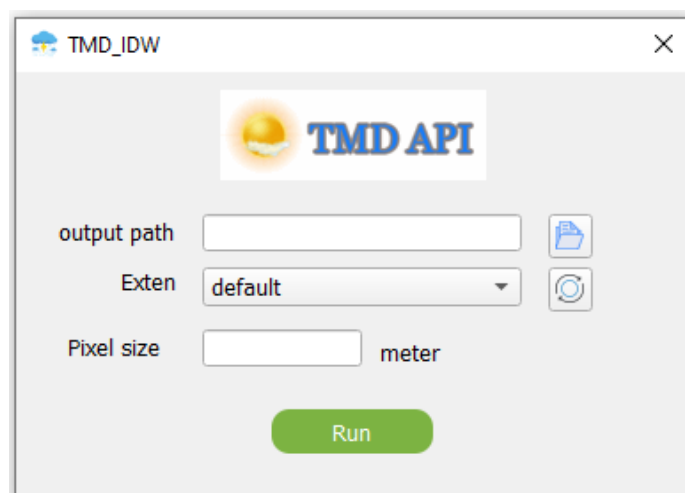 TMD_IDW
TMD API
output path
Exten default
Pixel size meter
Run